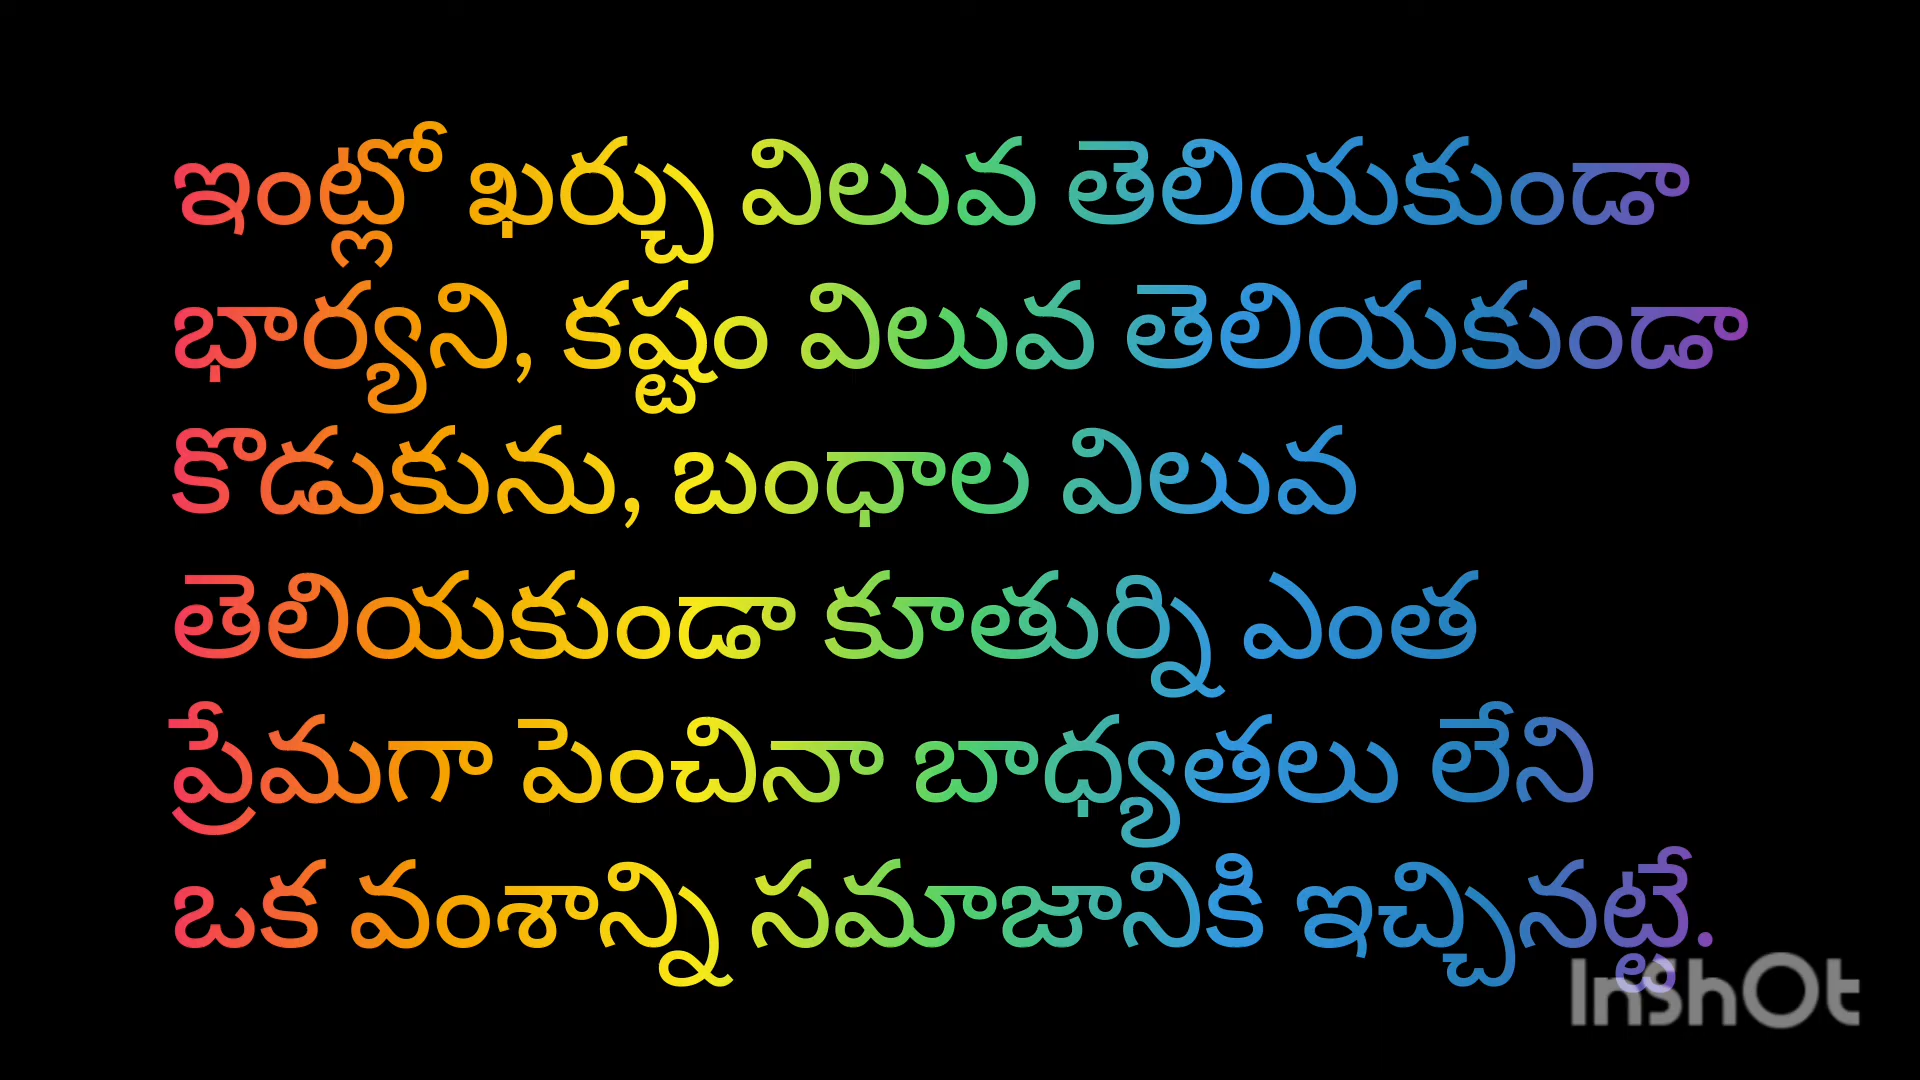 ఇంట్లో ఖర్చు విలువ తెలియకుండా
భార్యని, కష్టం విలువ తెలియకుండా
కొడుకును, బంధాల విలువ
తెలియకుండా కూతుర్ని ఎంత
ప్రేమగా పెంచినా బాధ్యతలు లేని
ఒక వంశాన్ని సమాజానికి ఇచ్చినట్టే.
InShOt